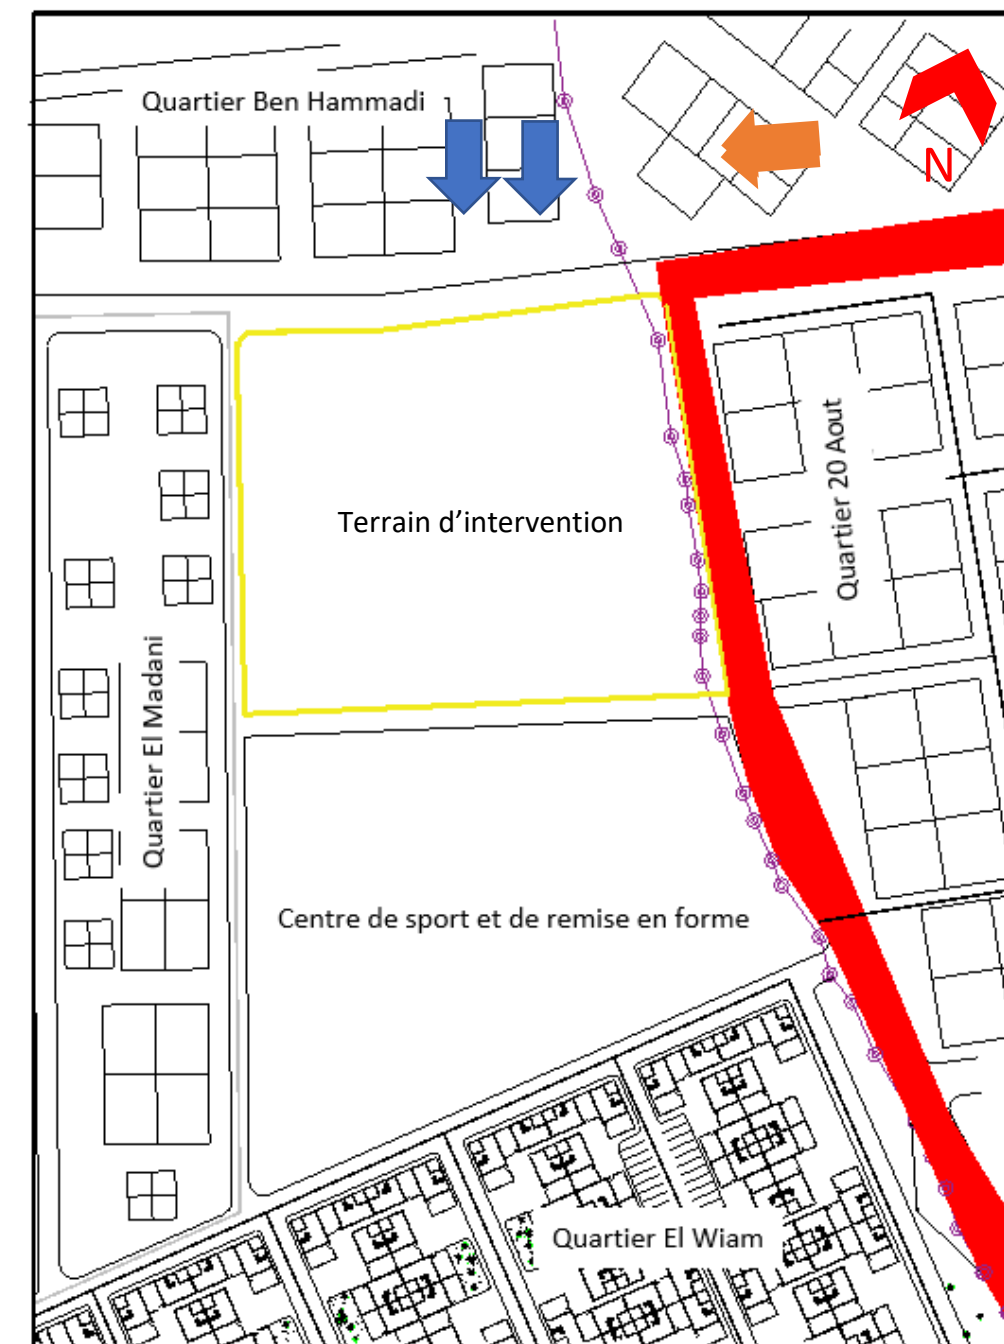 Quartier Ben Hammadi
N
Terrain d’intervention
Quartier 20 Aout
Quartier El Madani
Centre de sport et de remise en forme
Quartier El Wiam